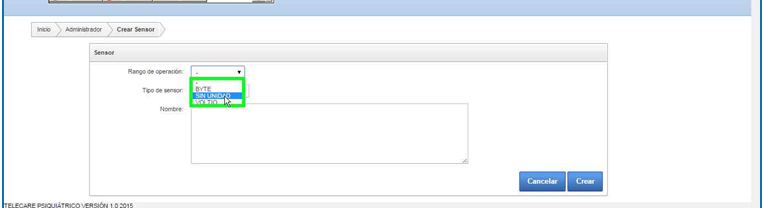 Inicio Administrador Crear Sensor
Sensor
Rango de operación: -
-
BYTE
Tipo de sensor:
SIN UNIDAD
VOLTIO
Nombre:
Cancelar Crear
TELECARE PSIQUIÁTRICO VERSIÓN 1.0 2015